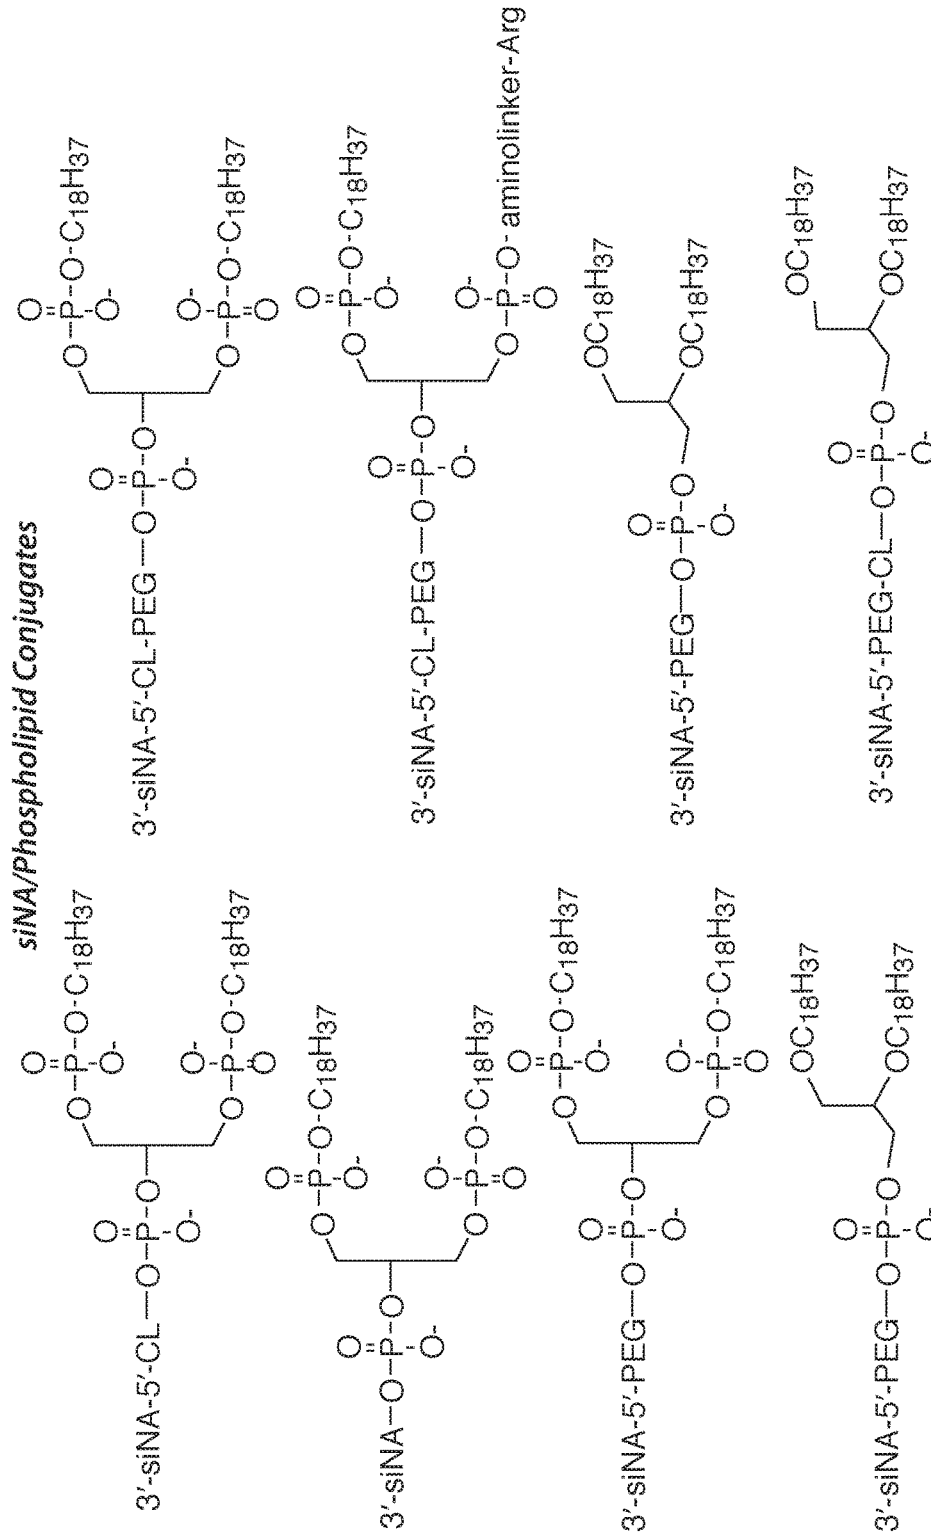 siNA/Phospholipid Conjugates
O
O-P-O-C18H37
O
O-
3′-siNA-5′-CL—O-P-O
O-
O-
O-P-O-C18H37
O
O
O-P-O-C18H37
O
O-
3′-siNA-5′-CL-PEG—O-P-O
O-
O-
O-P-O-C18H37
O
O
O-P-O-C18H37
O
O-
3′-siNA—O-P-O
O-
O-
O-P-O-C18H37
O
O
O-P-O-C18H37
O
O-
3′-siNA-5′-CL-PEG—O-P-O
O-
O-
O-P-O-aminolinker-Arg
O
O
O-P-O-C18H37
O
O-
3′-siNA-5′-PEG—O-P-O
O-
O-
O-P-O-C18H37
O
OC18H37
O
OC18H37
3′-siNA-5′-PEG—O-P-O
O-
OC18H37
O
OC18H37
3′-siNA-5′-PEG—O-P-O
O-
OC18H37
O
OC18H37
3′-siNA-5′-PEG-CL—O-P-O
O-